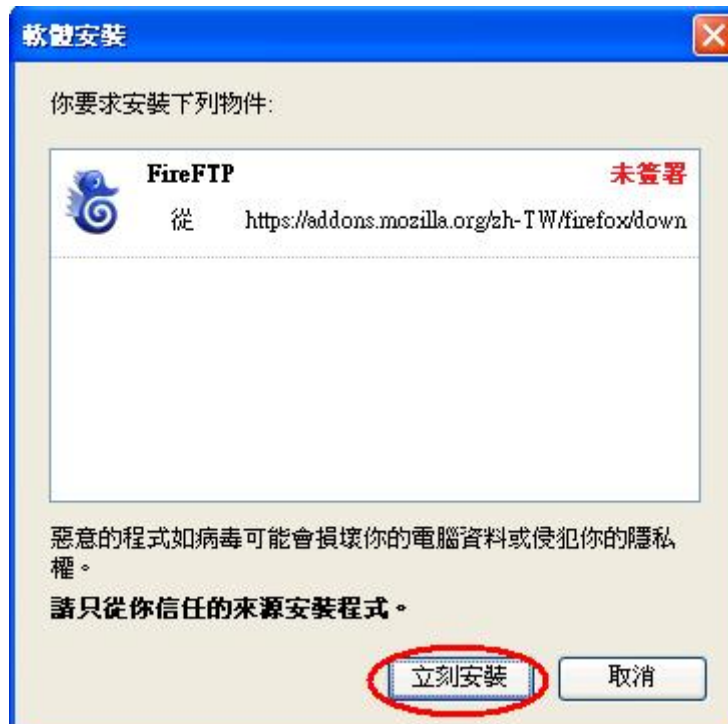 軟體安裝
你要求安裝下列物件:
FireFTP 未簽署
從 https://addons.mozilla.org/zh-TW/firefox/down
惡意的程式如病毒可能會損壞你的電腦資料或侵犯你的隱私
權。
請只從你信任的來源安裝程式。
立刻安裝 取消